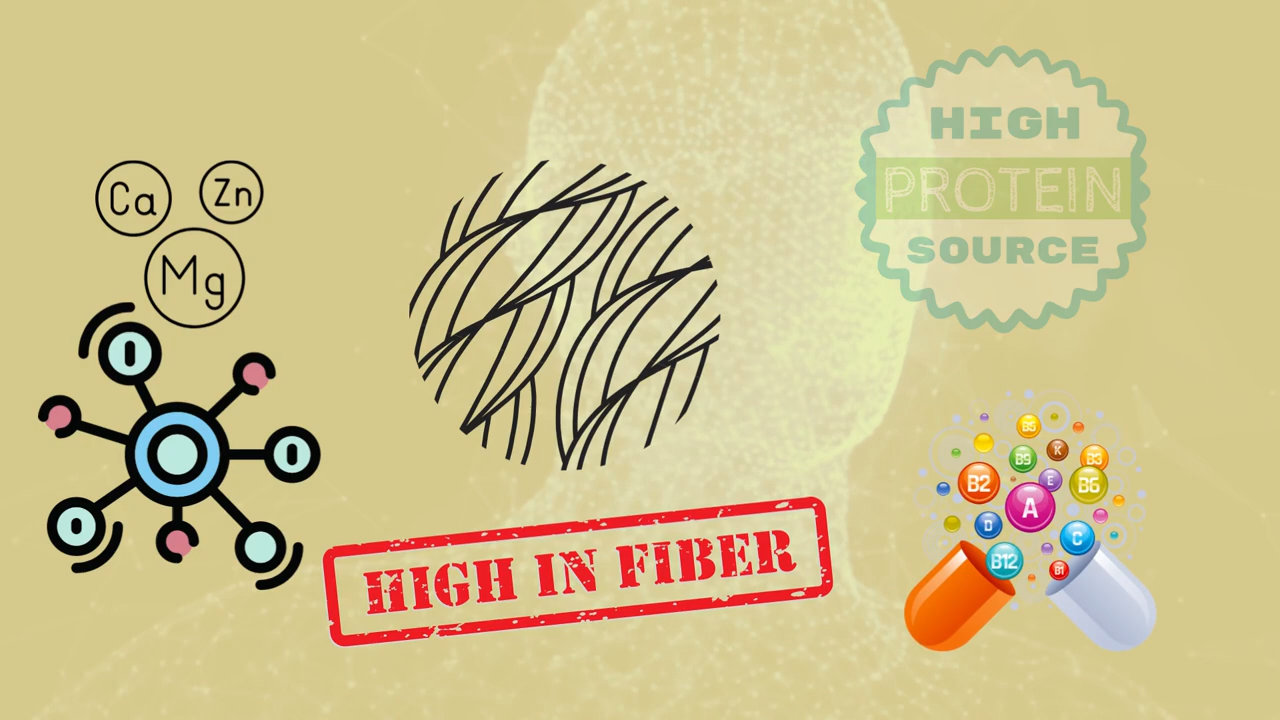 Ca
Zn
Mg
HIGH
PROTEIN
SOURCE
HIGH IN FIBER
B5
B9
K
B3
B2
E
B6
A
D
C
B12
B1